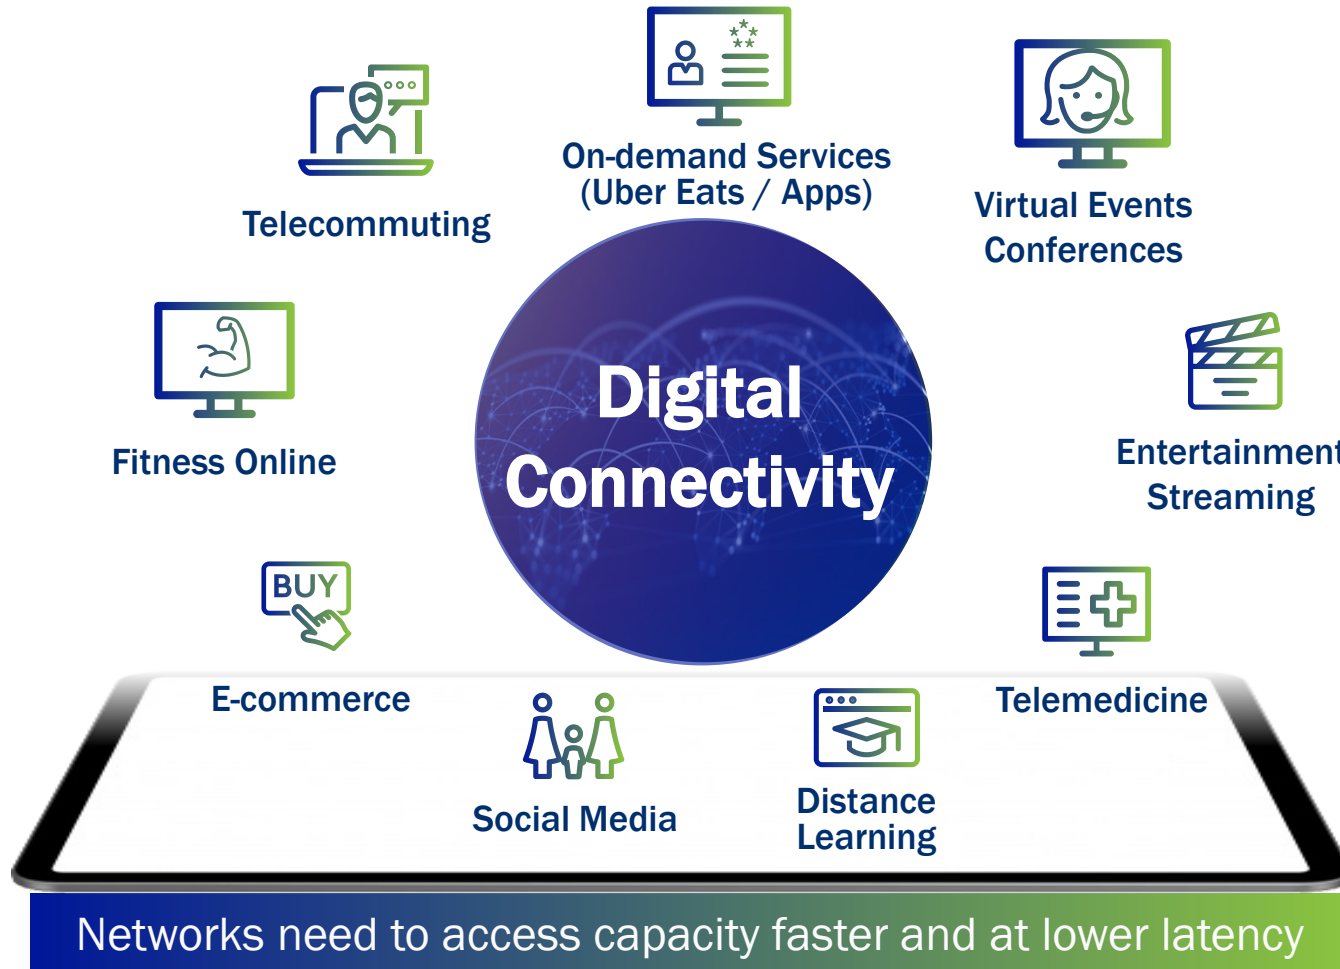 On-demand Services
(Uber Eats / Apps)
Telecommuting
Virtual Events
Conferences
Digital
Connectivity
Fitness Online
Entertainment
Streaming
BUY
E-commerce
Telemedicine
Social Media
Distance
Learning
Networks need to access capacity faster and at lower latency